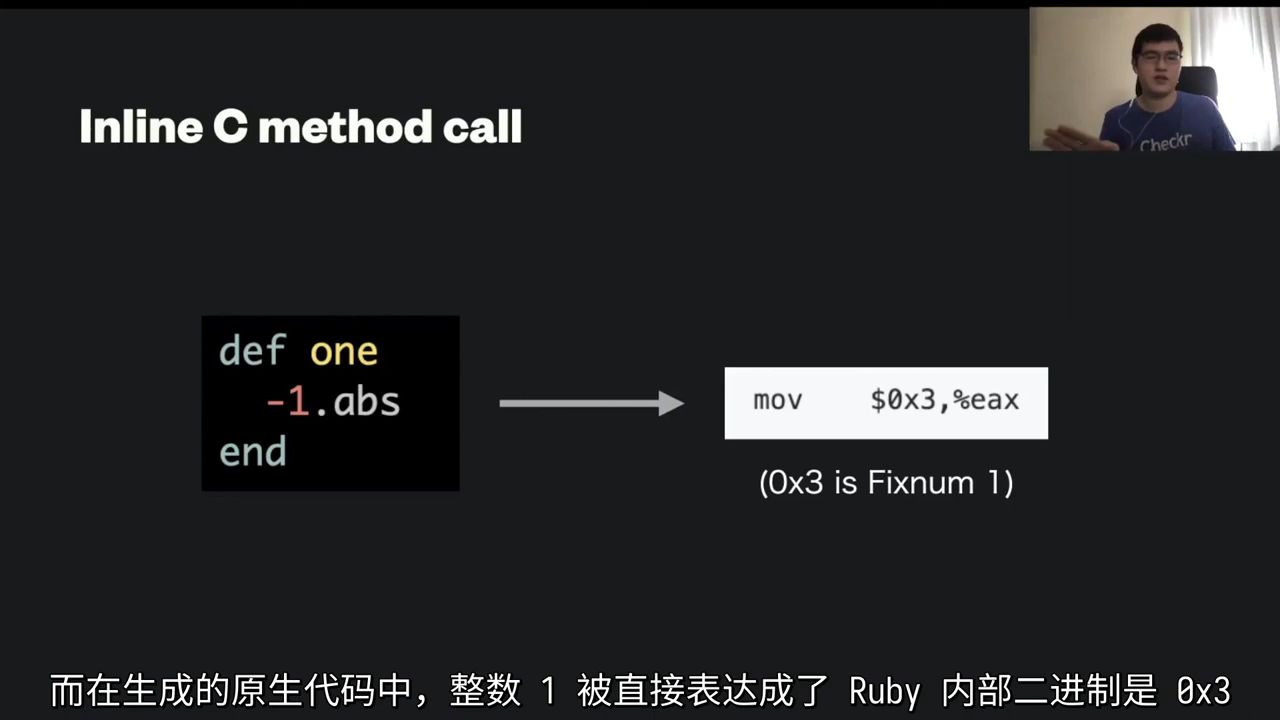 Inline C method call
Checkr
def one
-1.abs
end
mov $0x3,%eax
(0x3 is Fixnum 1)
而在生成的原生代码中，整数 1 被直接表达成了 Ruby 内部二进制是 0x3